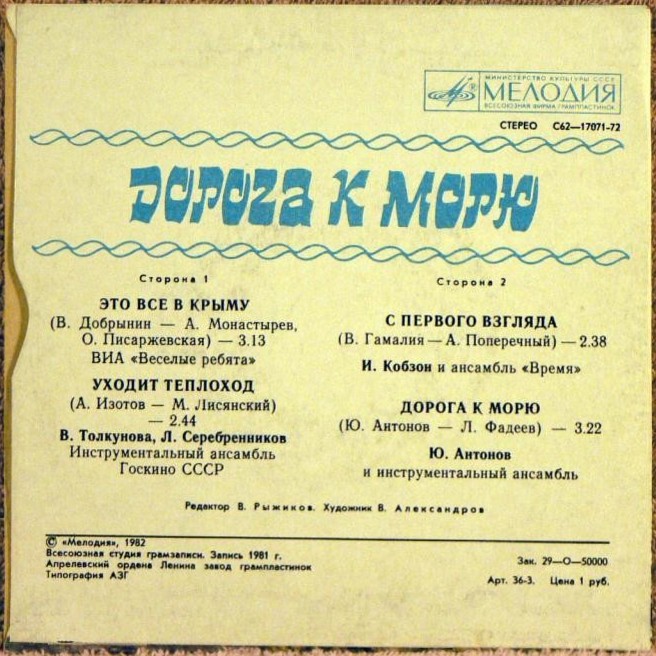 МИНИСТЕРСТВО КУЛЬТУРЫ СССР
МЕЛОДИЯ
ВСЕСОЮЗНАЯ ФИРМА ГРАМПЛАСТИНОК
СТЕРЕО С62—17071-72
ДОРОГА К МОРЮ
Сторона 1
ЭТО ВСЕ В КРЫМУ
(В. Добрынин — А. Монастырев,
О. Писаржевская) — 3.13
ВИА «Веселые ребята»
УХОДИТ ТЕПЛОХОД
(А. Изотов — М. Лисянский)
— 2.44
В. Толкунова, Л. Серебренников
Инструментальный ансамбль
Госкино СССР
Сторона 2
С ПЕРВОГО ВЗГЛЯДА
(В. Гамалия — А. Поперечный) — 2.38
И. Кобзон и ансамбль «Время»
ДОРОГА К МОРЮ
(Ю. Антонов — Л. Фадеев) — 3.22
Ю. Антонов
и инструментальный ансамбль
Редактор В. Рыжиков. Художник В. Александров
© «Мелодия», 1982
Всесоюзная студия грамзаписи. Запись 1981 г.
Апрелевский ордена Ленина завод грампластинок
Типография АЗГ
Зак. 29—О—50000
Арт. 36-3. Цена 1 руб.